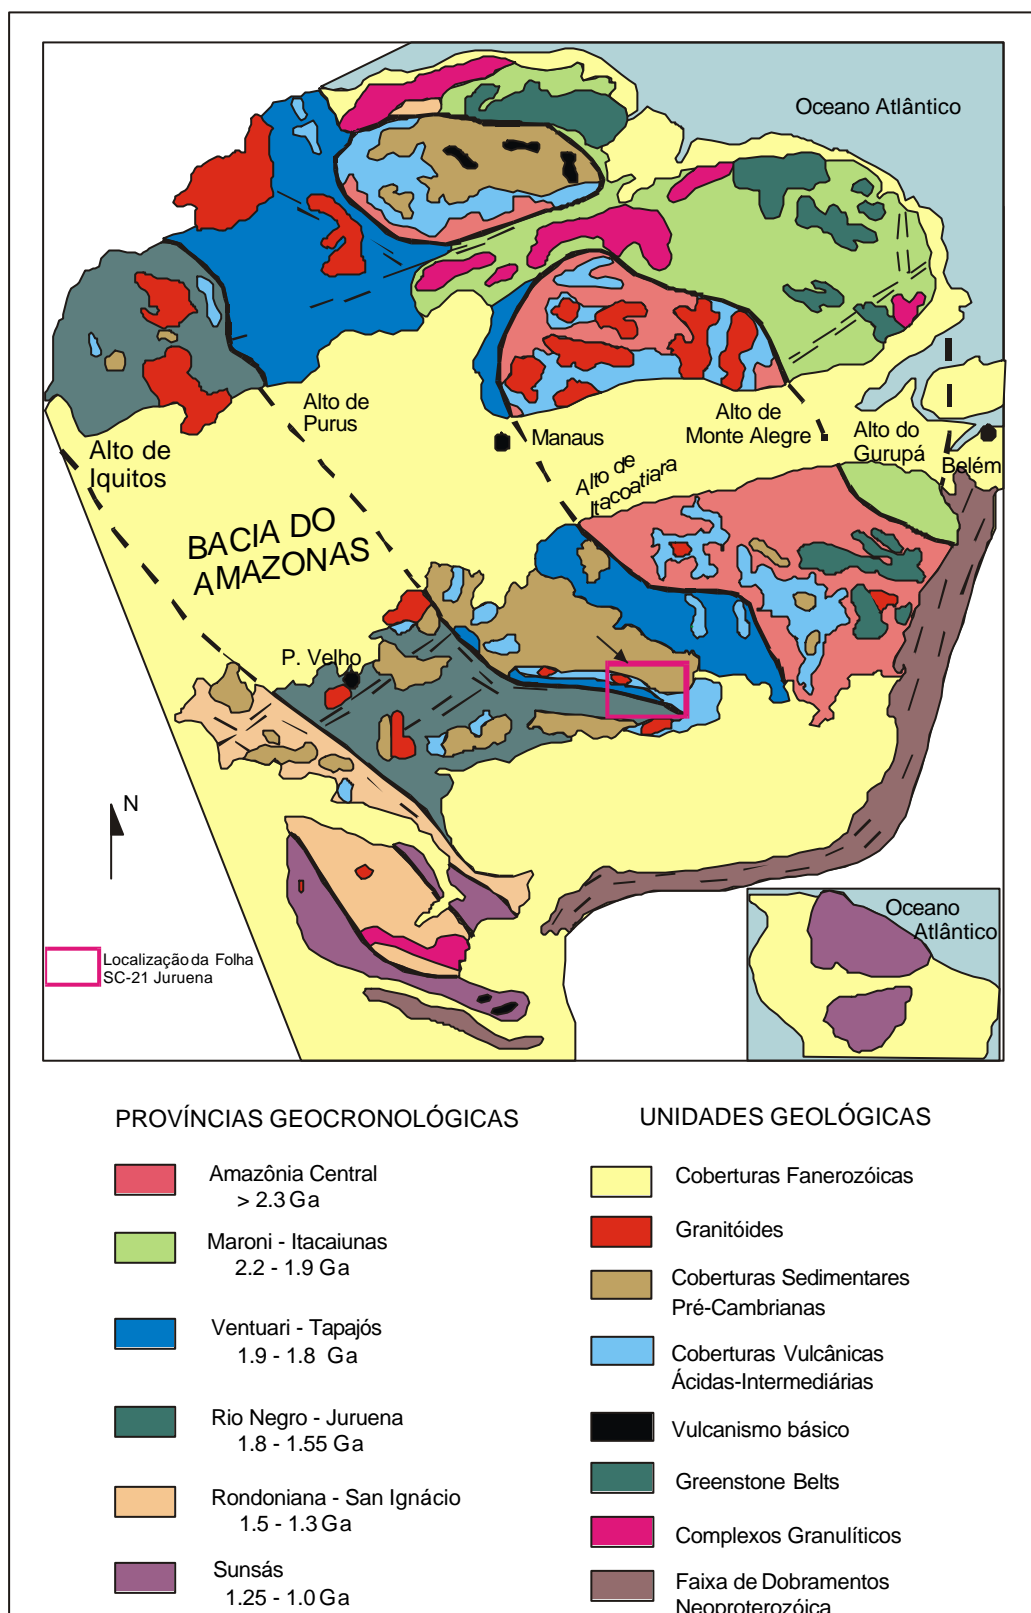 Oceano Atlântico
Alto de
Purus
Alto de
Iquitos
Manaus
Alto de
Monte Alegre
Alto do
Gurupá
Belém
Alto de
Itacoatiara
BACIA DO
AMAZONAS
P. Velho
N
Oceano
Atlântico
Localização da Folha
SC-21 Juruena
PROVÍNCIAS GEOCRONOLÓGICAS
Amazônia Central
> 2.3 Ga
Maroni - Itacaiunas
2.2 - 1.9 Ga
Ventuari - Tapajós
1.9 - 1.8 Ga
Rio Negro - Juruena
1.8 - 1.55 Ga
Rondoniana - San Ignácio
1.5 - 1.3 Ga
Sunsás
1.25 - 1.0 Ga
UNIDADES GEOLÓGICAS
Coberturas Fanerozóicas
Granitóides
Coberturas Sedimentares
Pré-Cambrianas
Coberturas Vulcânicas
Ácidas-Intermediárias
Vulcanismo básico
Greenstone Belts
Complexos Granulíticos
Faixa de Dobramentos
Neoproterozóica